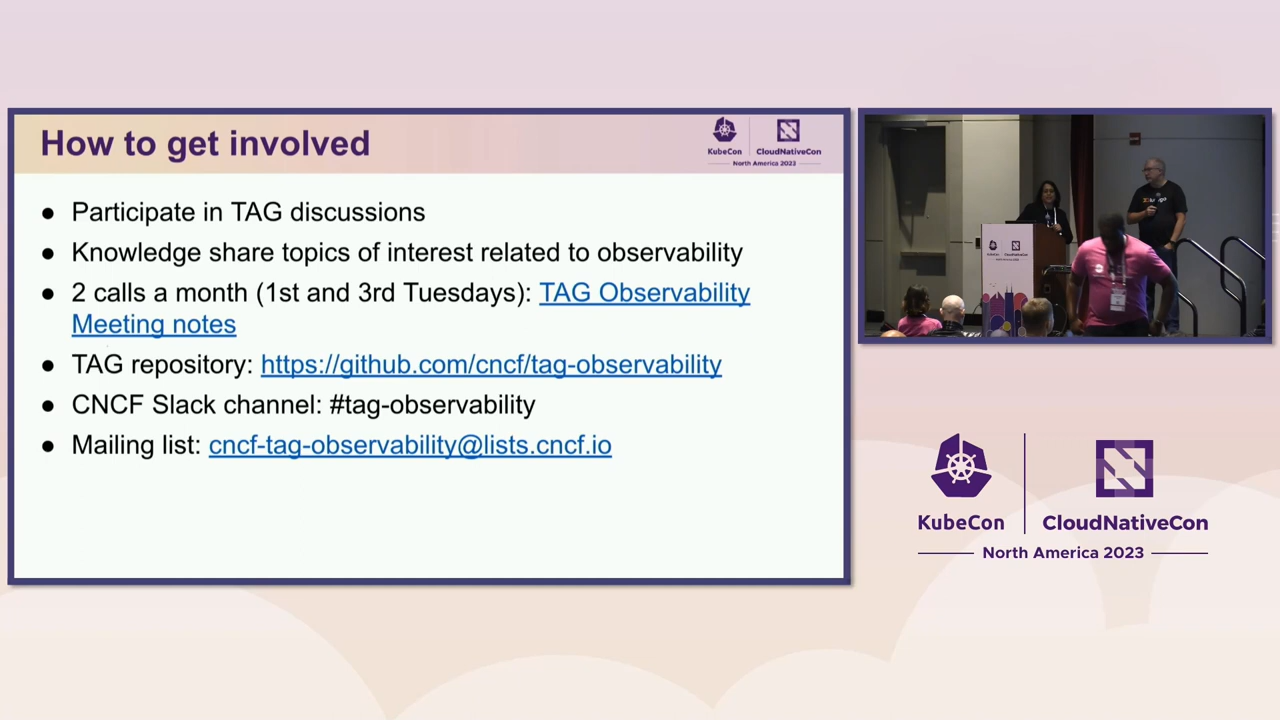 How to get involved
KubeCon
CloudNativeCon
North America 2023
● Participate in TAG discussions
● Knowledge share topics of interest related to observability
● 2 calls a month (1st and 3rd Tuesdays): TAG Observability
Meeting notes
● TAG repository: https://github.com/cncf/tag-observability
● CNCF Slack channel: #tag-observability
● Mailing list: cncf-tag-observability@lists.cncf.io
KubeCon
CloudNativeCon
North America 2023